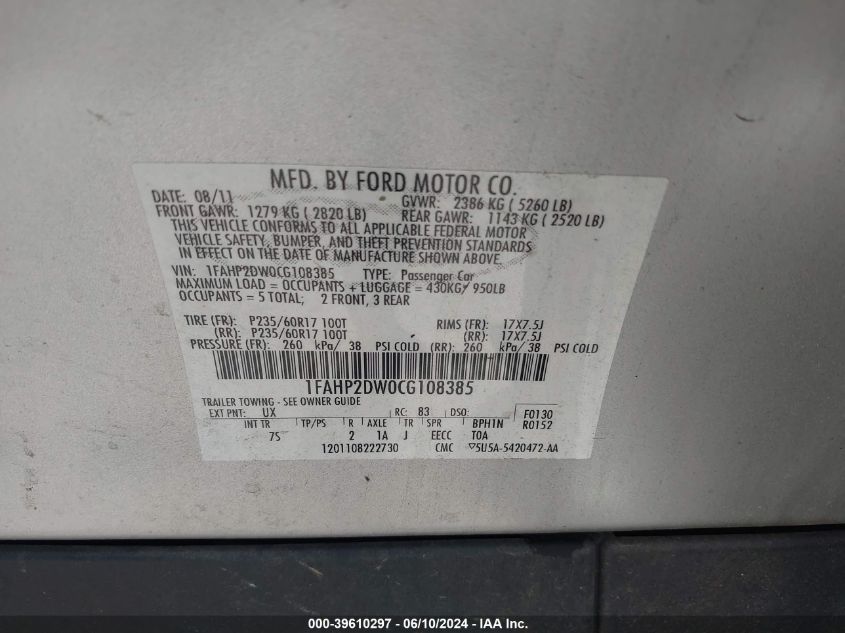 MFD. BY FORD MOTOR CO.
DATE: 08/11 GVWR: 2386 KG ( 5260 LB)
FRONT GAWR: 1279 KG ( 2820 LB) REAR GAWR: 1143 KG ( 2520 LB)
THIS VEHICLE CONFORMS TO ALL APPLICABLE FEDERAL MOTOR
VEHICLE SAFETY, BUMPER, AND THEFT PREVENTION STANDARDS
IN EFFECT ON THE DATE OF MANUFACTURE SHOWN ABOVE.
VIN: 1FAHP2DW0CG108385 TYPE: Passenger Car
MAXIMUM LOAD = OCCUPANTS + LUGGAGE = 430KG/ 950LB
OCCUPANTS = 5 TOTAL; 2 FRONT, 3 REAR
TIRE (FR): P235/60R17 100T RIMS (FR): 17X7.5J
(RR): P235/60R17 100T (RR): 17X7.5J
PRESSURE (FR): 260 kPa/ 38 PSI COLD (RR): 260 kPa/ 38 PSI COLD
1FAHP2DW0CG108385
TRAILER TOWING - SEE OWNER GUIDE
EXT PNT: UX RC: 83 DSO: F0130
INT TR TP/PS R AXLE TR SPR BPH1N R0152
7S 2 1A J EECC TOA
1201108222730 CMC ▽5U5A-5420472-AA
000-39610297 - 06/10/2024 - IAA Inc.